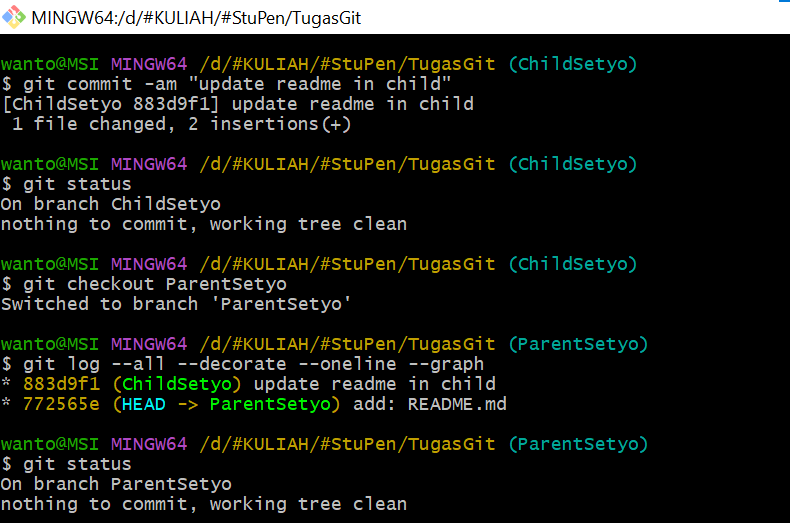 MINGW64:/d/#KULIAH/#StuPen/TugasGit
wanto@MSI MINGW64 /d/#KULIAH/#StuPen/TugasGit (ChildSetyo)
$ git commit -am "update readme in child"
[ChildSetyo 883d9f1] update readme in child
 1 file changed, 2 insertions(+)
wanto@MSI MINGW64 /d/#KULIAH/#StuPen/TugasGit (ChildSetyo)
$ git status
On branch ChildSetyo
nothing to commit, working tree clean
wanto@MSI MINGW64 /d/#KULIAH/#StuPen/TugasGit (ChildSetyo)
$ git checkout ParentSetyo
Switched to branch 'ParentSetyo'
wanto@MSI MINGW64 /d/#KULIAH/#StuPen/TugasGit (ParentSetyo)
$ git log --all --decorate --oneline --graph
* 883d9f1 (ChildSetyo) update readme in child
* 772565e (HEAD -> ParentSetyo) add: README.md
wanto@MSI MINGW64 /d/#KULIAH/#StuPen/TugasGit (ParentSetyo)
$ git status
On branch ParentSetyo
nothing to commit, working tree clean